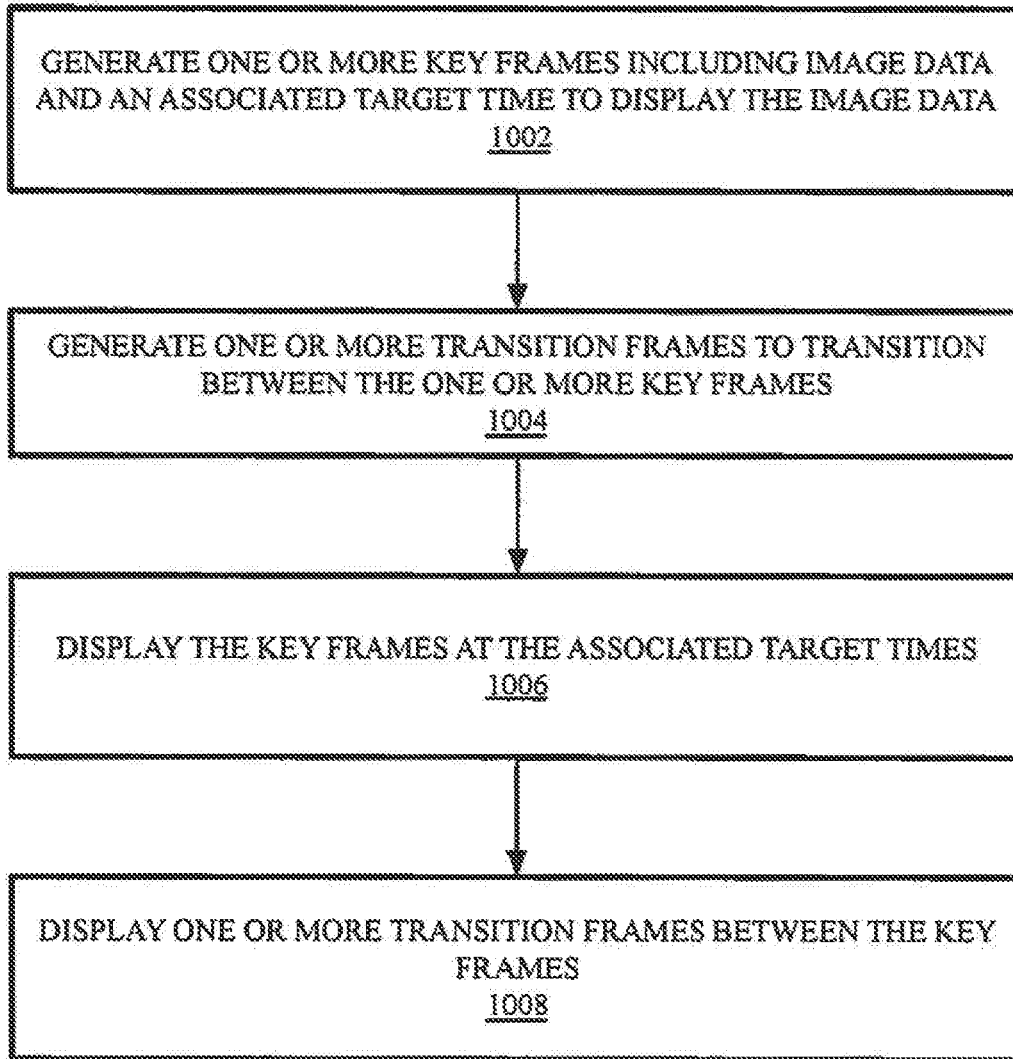 GENERATE ONE OR MORE KEY FRAMES INCLUDING IMAGE DATA
AND AN ASSOCIATED TARGET TIME TO DISPLAY THE IMAGE DATA
1002
GENERATE ONE OR MORE TRANSITION FRAMES TO TRANSITION
BETWEEN THE ONE OR MORE KEY FRAMES
1004
DISPLAY THE KEY FRAMES AT THE ASSOCIATED TARGET TIMES
1006
DISPLAY ONE OR MORE TRANSITION FRAMES BETWEEN THE KEY
FRAMES
1008